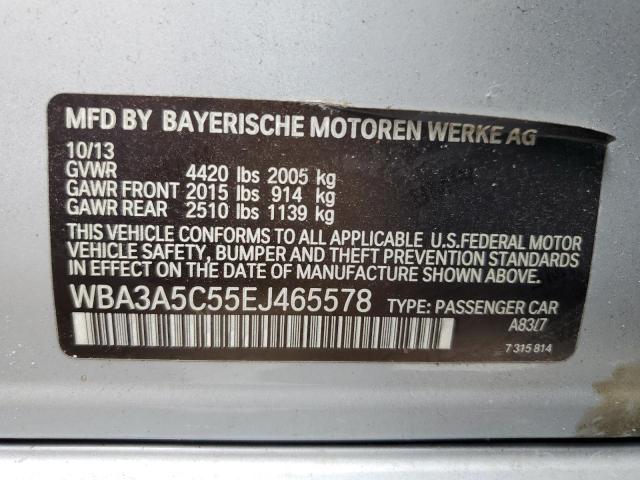 MFD BY BAYERISCHE MOTOREN WERKE AG
10/13
GVWR 4420 lbs 2005 kg
GAWR FRONT 2015 lbs 914 kg
GAWR REAR 2510 lbs 1139 kg
THIS VEHICLE CONFORMS TO ALL APPLICABLE U.S.FEDERAL MOTOR
VEHICLE SAFETY, BUMPER AND THEFT PREVENTION STANDARDS
IN EFFECT ON THE DATE OF MANUFACTURE SHOWN ABOVE.
WBA3A5C55EJ465578 TYPE: PASSENGER CAR
A83/7
7 315 814